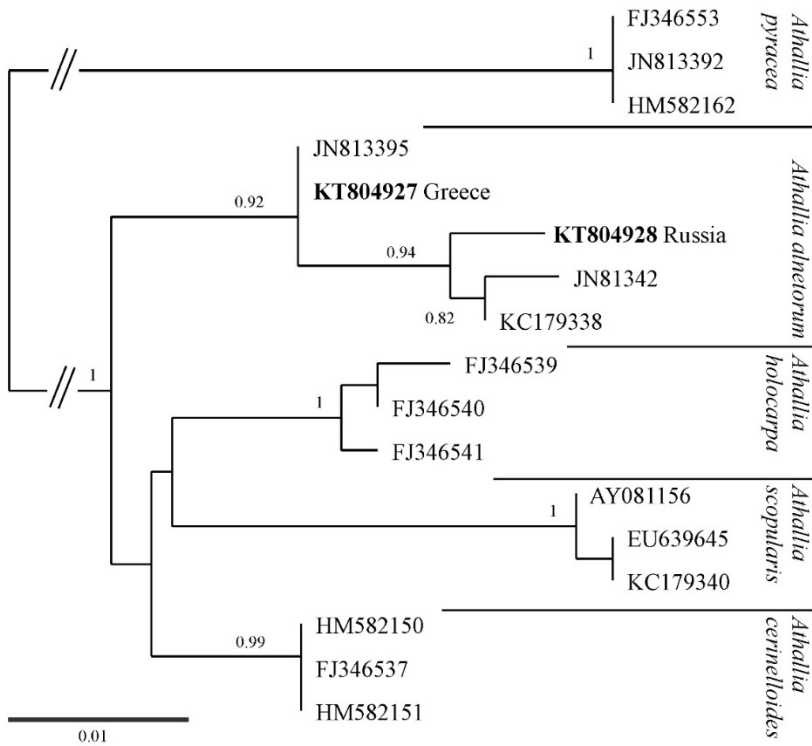 FJ346553
1
JN813392
HM582162
Athallia
pyracea
JN813395
0.92
KT804927 Greece
KT804928 Russia
0.94
JN81342
0.82
KC179338
Athallia alnetorum
1
FJ346539
1
FJ346540
FJ346541
Athallia
holocarpa
AY081156
1
EU639645
KC179340
Athallia
scopularis
HM582150
0.99
FJ346537
HM582151
Athallia
cerinelloides
0.01